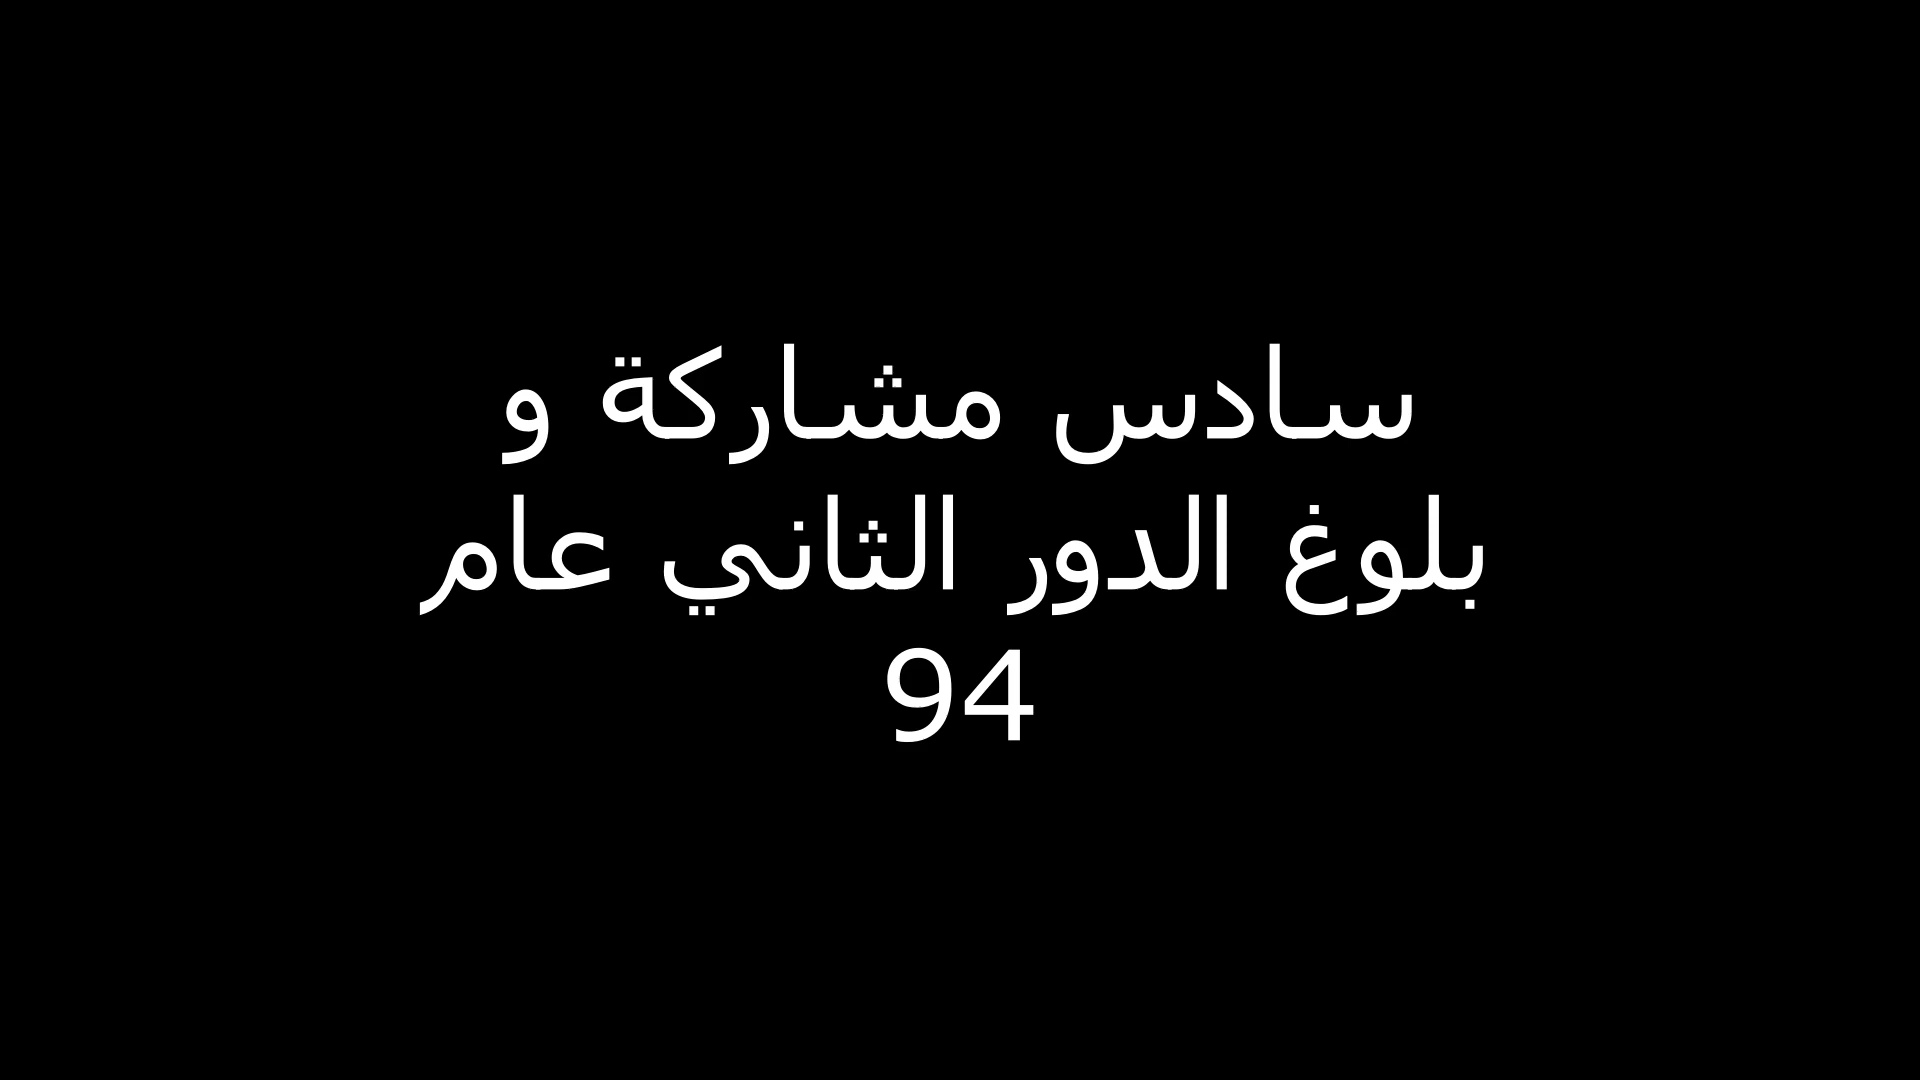 سادس مشاركة و
بلوغ الدور الثاني عام
94